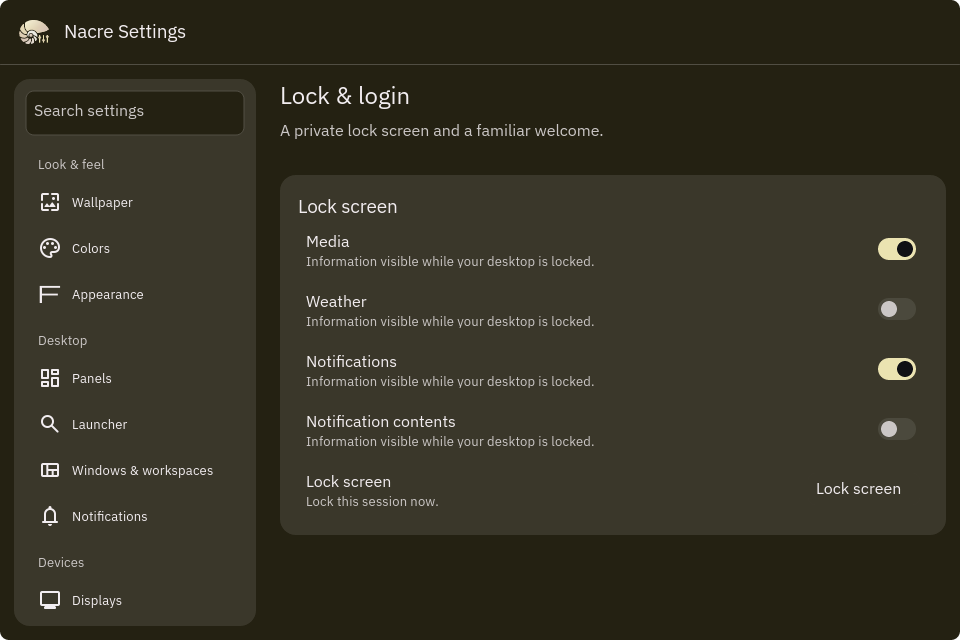 Nacre Settings
Search settings
Look & feel
Wallpaper
Colors
Appearance
Desktop
Panels
Launcher
Windows & workspaces
Notifications
Devices
Displays
Lock & login
A private lock screen and a familiar welcome.
Lock screen
Media
Information visible while your desktop is locked.
Weather
Information visible while your desktop is locked.
Notifications
Information visible while your desktop is locked.
Notification contents
Information visible while your desktop is locked.
Lock screen
Lock this session now.
Lock screen